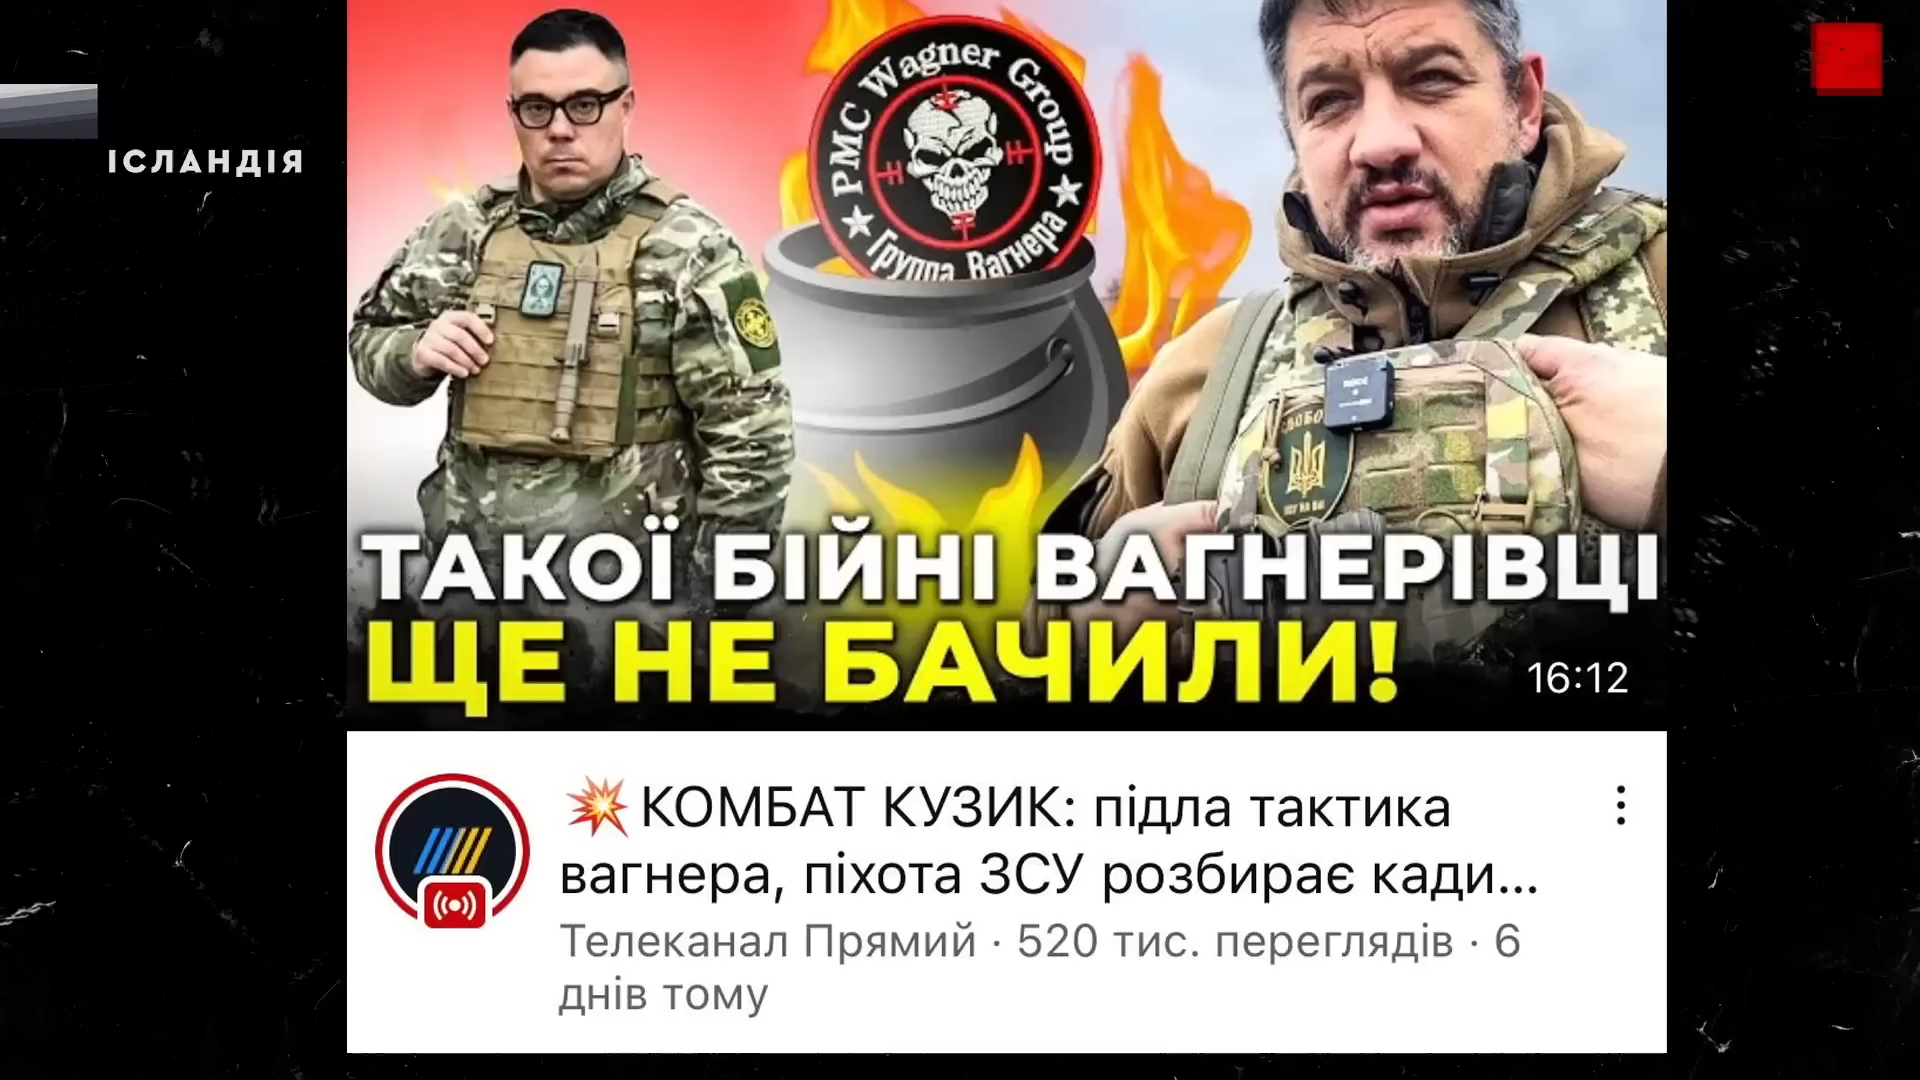 ІСЛАНДІЯ
PMC Wagner Group
Группа Вагнера
ТАКОЇ БІЙНІ ВАГНЕРІВЦІ
ЩЕ НЕ БАЧИЛИ!
16:12
💥КОМБАТ КУЗИК: підла тактика
вагнера, піхота ЗСУ розбирає кади...
Телеканал Прямий · 520 тис. переглядів · 6
днів тому